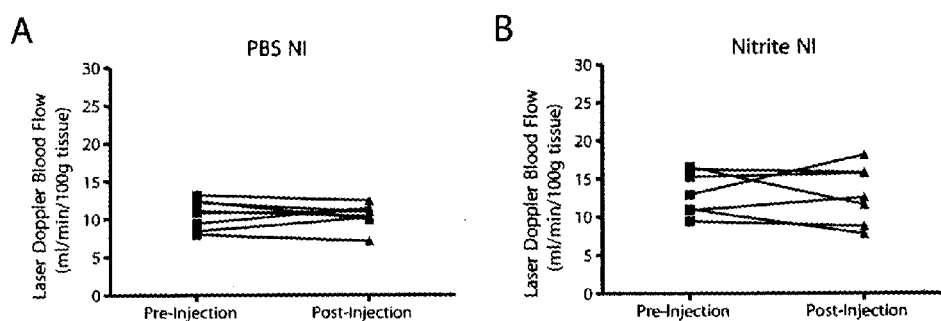 A
PBS NI
Laser Doppler Blood Flow
(ml/min/100g tissue)
30
25
20
15
10
5
0
Pre-Injection Post-Injection
B
Nitrite NI
Laser Doppler Blood Flow
(ml/min/100g tissue)
30
25
20
15
10
5
0
Pre-Injection Post-Injection